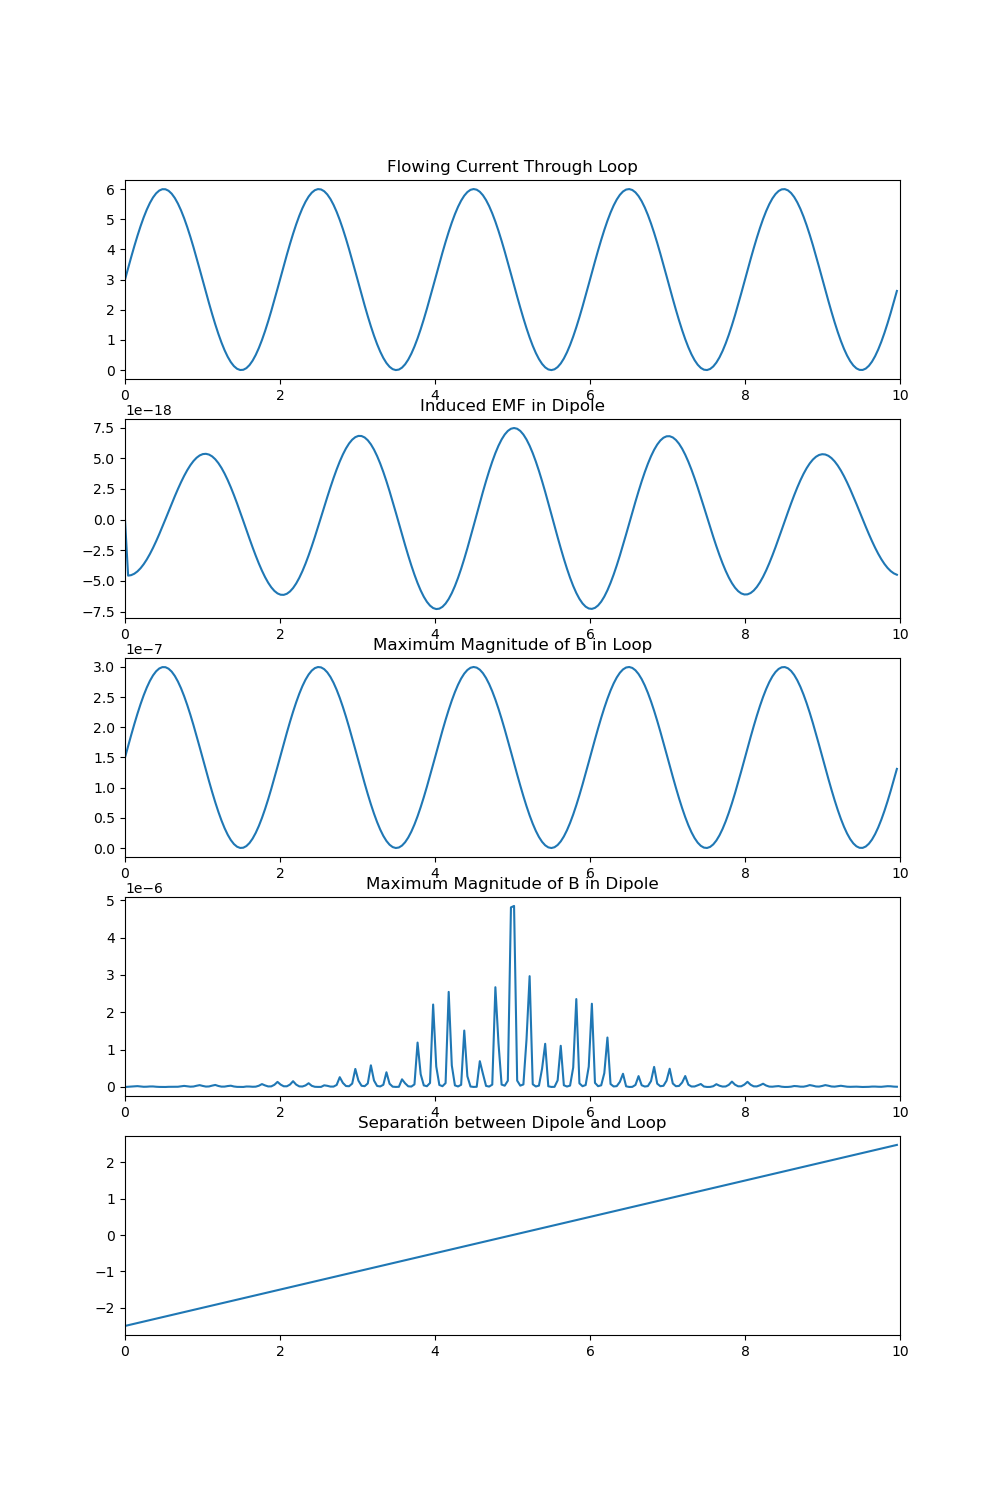 Flowing Current Through Loop
6
5
4
3
2
1
0
0 2 4 6 8 10
1e−18
Induced EMF in Dipole
7.5
5.0
2.5
0.0
−2.5
−5.0
−7.5
0 2 4 6 8 10
1e−7
Maximum Magnitude of B in Loop
3.0
2.5
2.0
1.5
1.0
0.5
0.0
0 2 4 6 8 10
1e−6
Maximum Magnitude of B in Dipole
5
4
3
2
1
0
0 2 4 6 8 10
Separation between Dipole and Loop
2
1
0
−1
−2
0 2 4 6 8 10